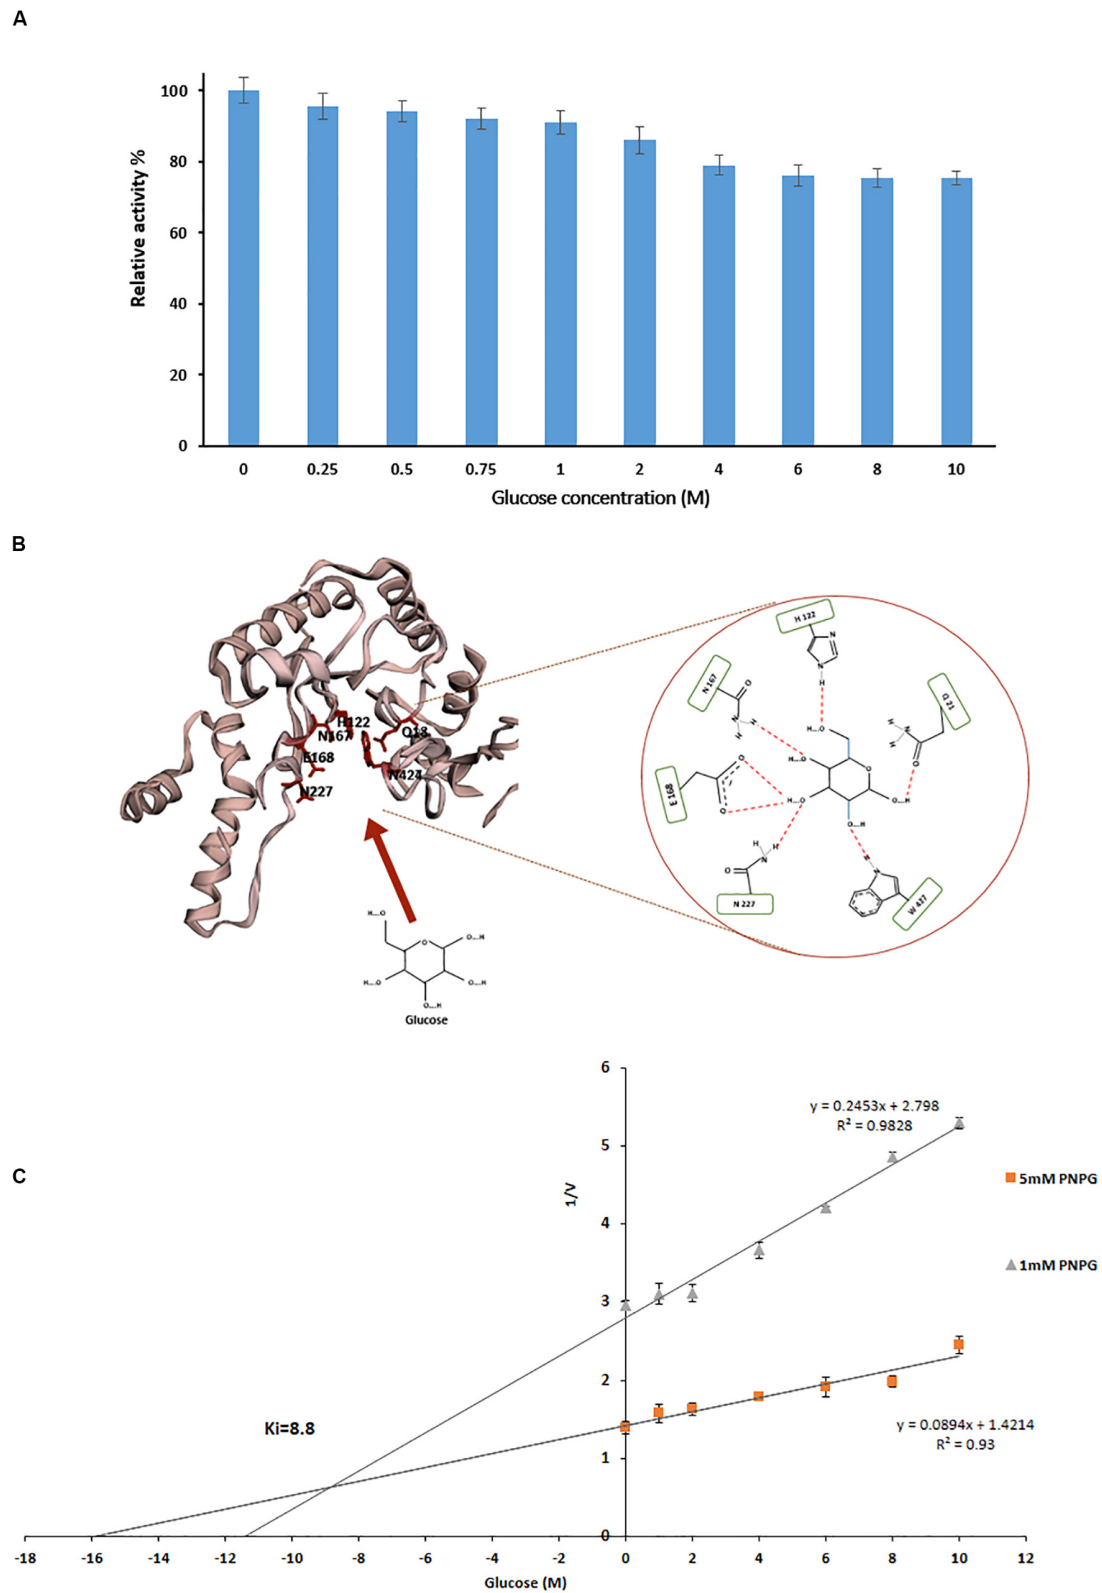 A
100
80
60
40
20
0
Relative activity %
0 0.25 0.5 0.75 1 2 4 6 8 10
Glucose concentration (M)
B
H122
N167
Q18
E168
N424
N227
H 122
N
N
H
N 167
O
N
H
H
Q 21
H
N
H
O
H...O
H...O
O
E 168
O
O
H...O
O...H
O...H
H
H
N
O
N 227
H
N
W 427
H...O
O
O...H
H...O
O...H
O...H
Glucose
C
6
5
4
3
2
1
0
1/V
y = 0.2453x + 2.798
R² = 0.9828
5mM PNPG
1mM PNPG
Ki=8.8
y = 0.0894x + 1.4214
R² = 0.93
-18 -16 -14 -12 -10 -8 -6 -4 -2 0 2 4 6 8 10 12
Glucose (M)